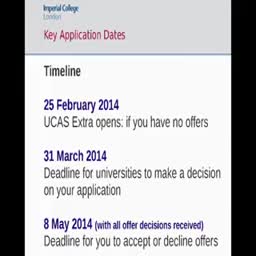 Imperial College
London
Key Application Dates
Timeline
25 February 2014
UCAS Extra opens: if you have no offers
31 March 2014
Deadline for universities to make a decision
on your application
8 May 2014 (with all offer decisions received)
Deadline for you to accept or decline offers